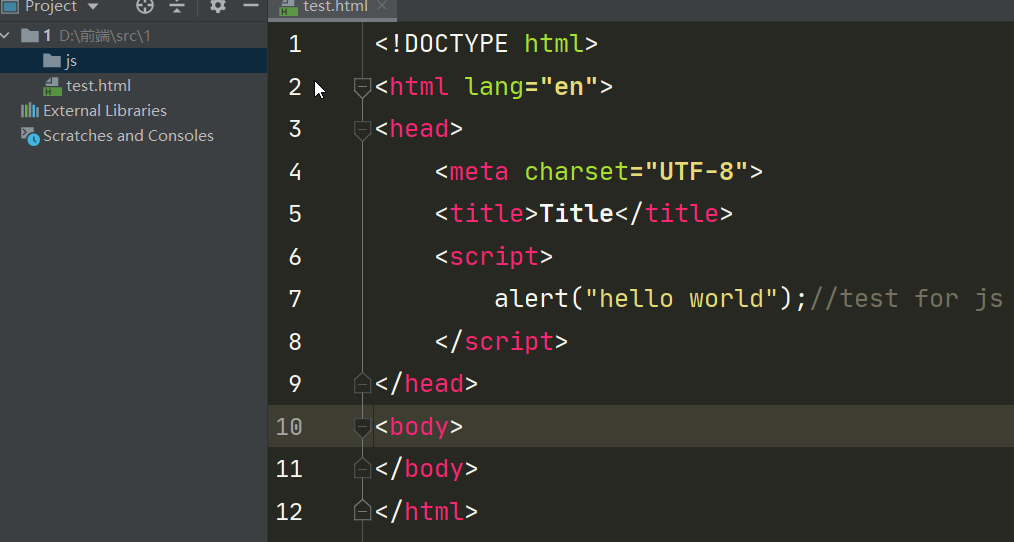 Project
test.html
1 D:\前端\src\1
js
test.html
External Libraries
Scratches and Consoles
1 <!DOCTYPE html>
2 <html lang="en">
3 <head>
4     <meta charset="UTF-8">
5     <title>Title</title>
6     <script>
7         alert("hello world");//test for js
8     </script>
9 </head>
10 <body>
11 </body>
12 </html>